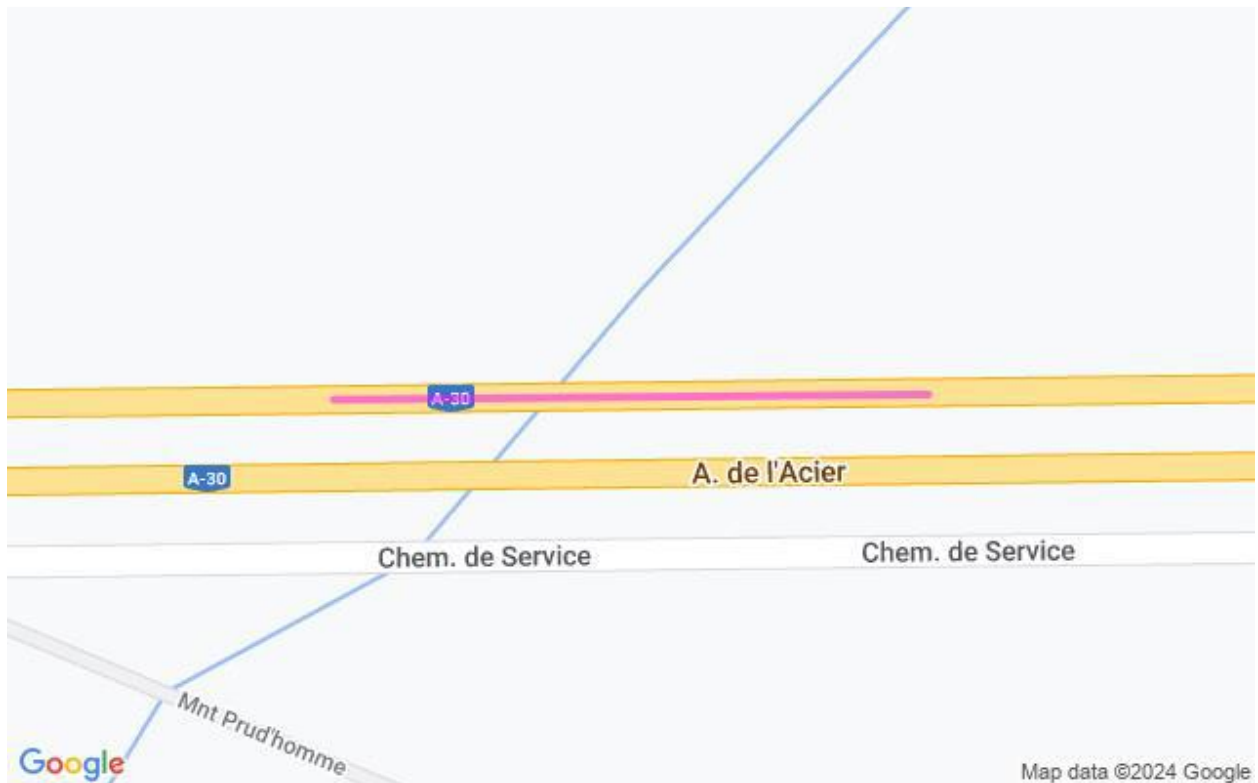 A-30
A-30
A. de l'Acier
Chem. de Service
Chem. de Service
Mnt Prud'homme
Google
Map data ©2024 Google